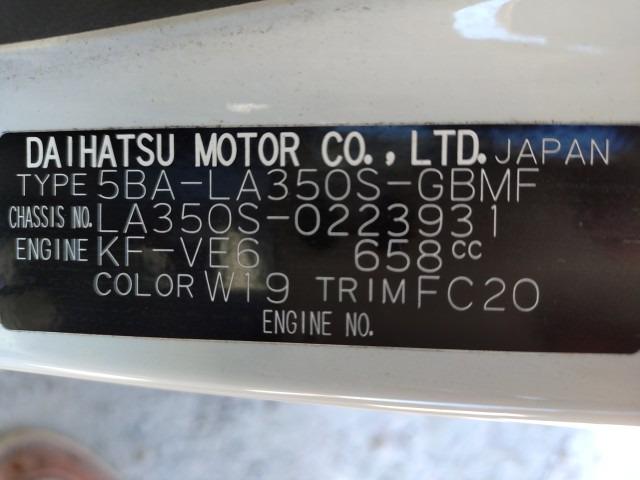 DAIHATSU MOTOR CO., LTD. JAPAN
TYPE 5BA-LA350S-GBMF
CHASSIS NO. LA350S-0223931
ENGINE KF-VE6 658cc
COLOR W19 TRIM FC20
ENGINE NO.